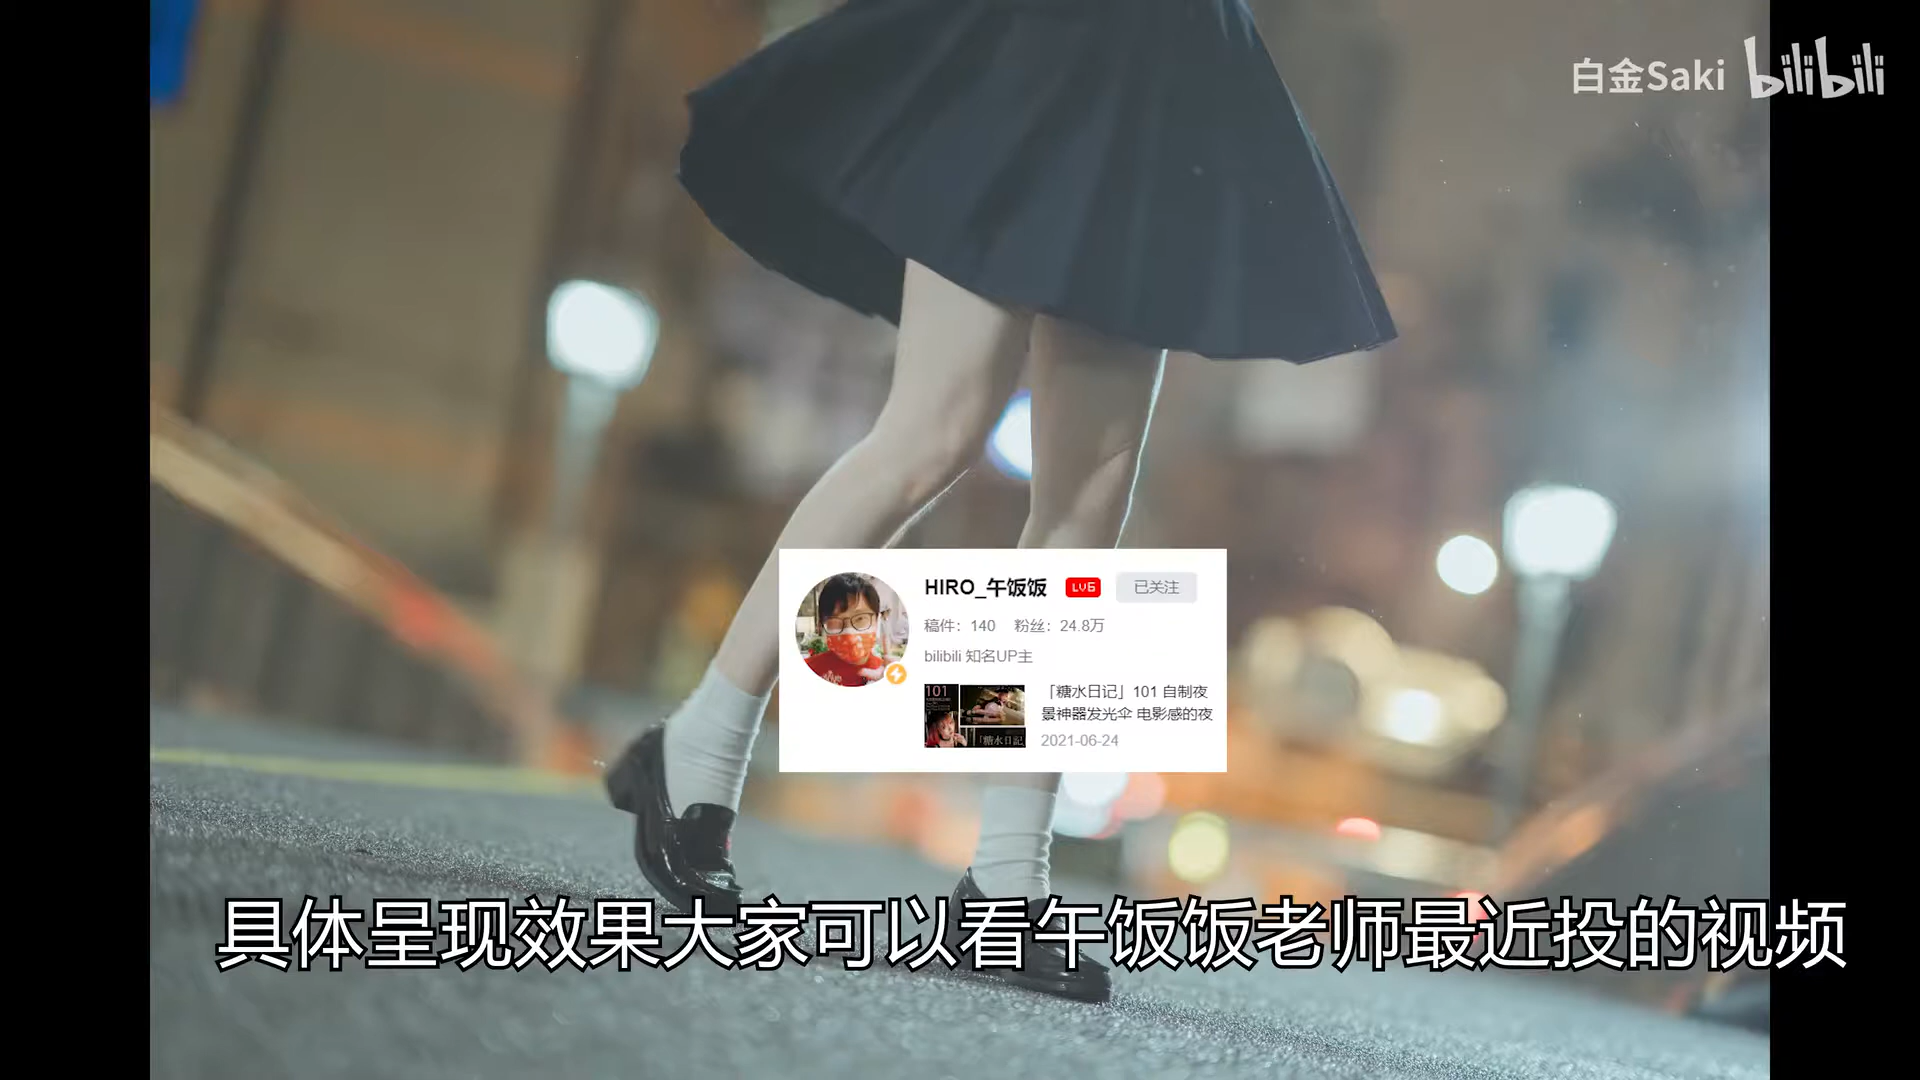 白金Saki bilibili
HIRO_午饭饭 LV6 已关注
稿件：140 粉丝：24.8万
bilibili 知名UP主
101
「糖水日記
「糖水日记」101 自制夜
景神器发光伞 电影感的夜
2021-06-24
具体呈现效果大家可以看午饭饭老师最近投的视频